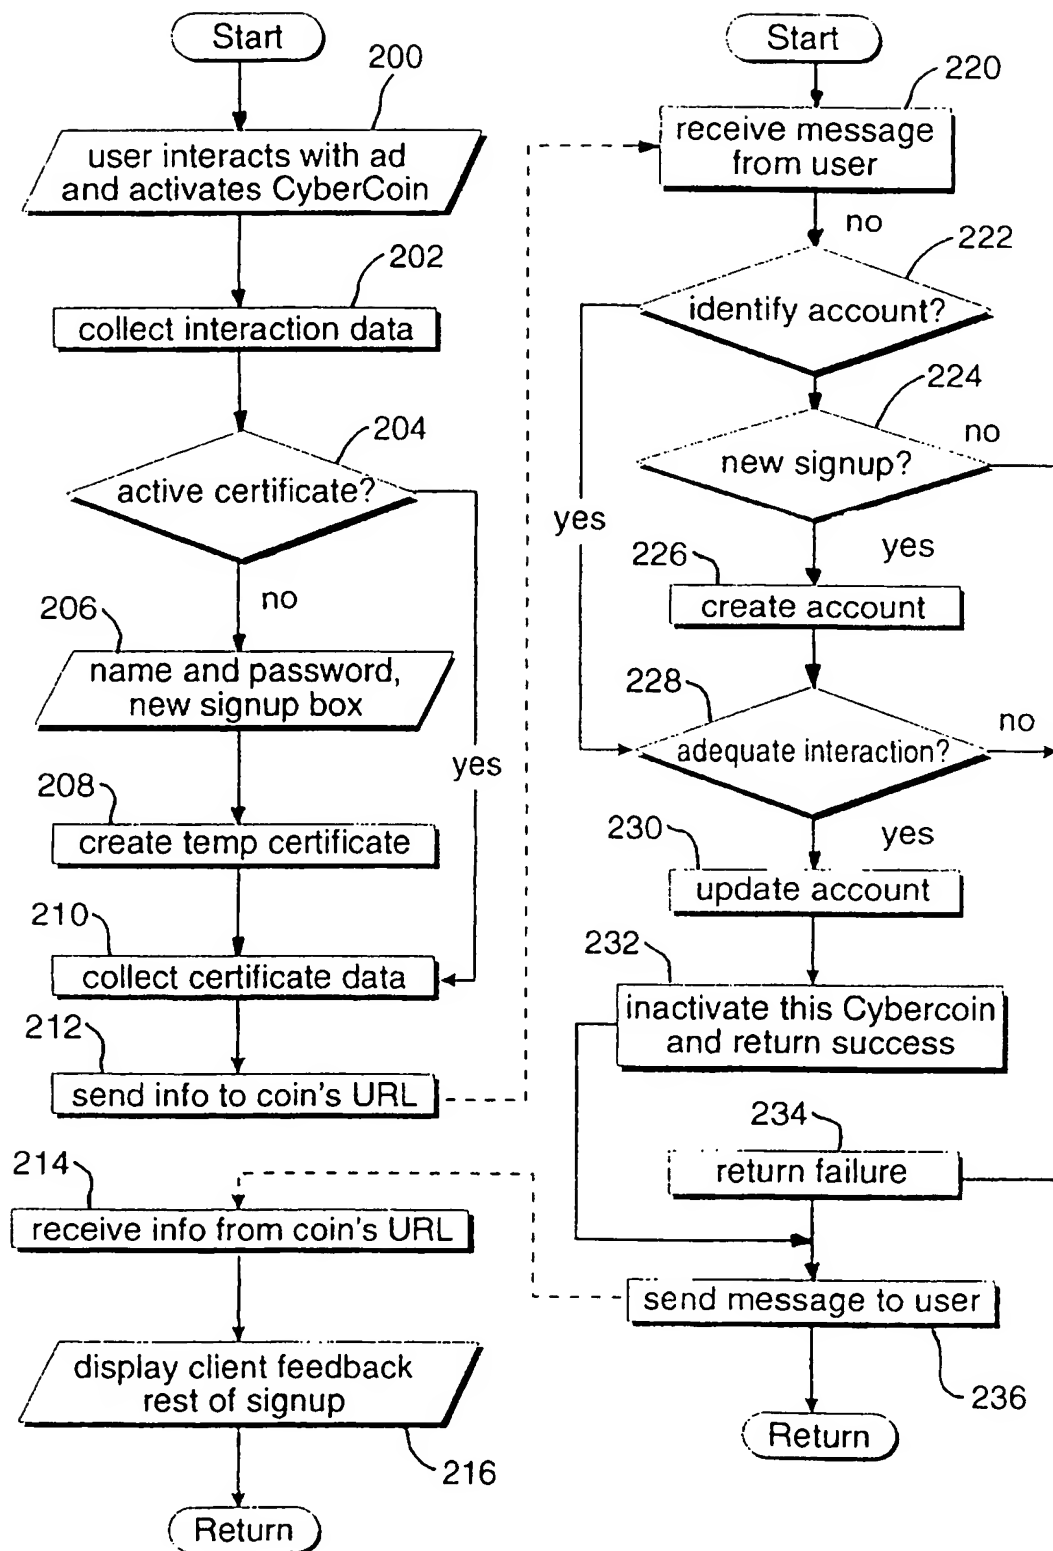 Start
200
user interacts with ad
and activates CyberCoin
202
collect interaction data
204
active certificate?
no
yes
206
name and password,
new signup box
208
create temp certificate
210
collect certificate data
212
send info to coin's URL
214
receive info from coin's URL
display client feedback
rest of signup
216
Return
Start
220
receive message
from user
no
222
identify account?
224
no
new signup?
yes
yes
226
create account
228
no
adequate interaction?
230
yes
update account
232
inactivate this Cybercoin
and return success
234
return failure
send message to user
236
Return